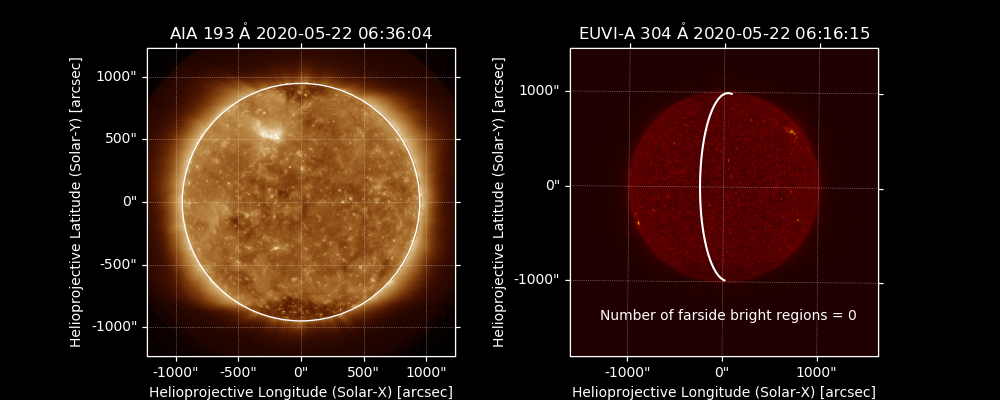 AIA 193 Å 2020-05-22 06:36:04
Helioprojective Latitude (Solar-Y) [arcsec]
1000"
500"
0"
-500"
-1000"
-1000" -500" 0" 500" 1000"
Helioprojective Longitude (Solar-X) [arcsec]
EUVI-A 304 Å 2020-05-22 06:16:15
Helioprojective Latitude (Solar-Y) [arcsec]
1000"
0"
-1000"
Number of farside bright regions = 0
-1000" 0" 1000"
Helioprojective Longitude (Solar-X) [arcsec]